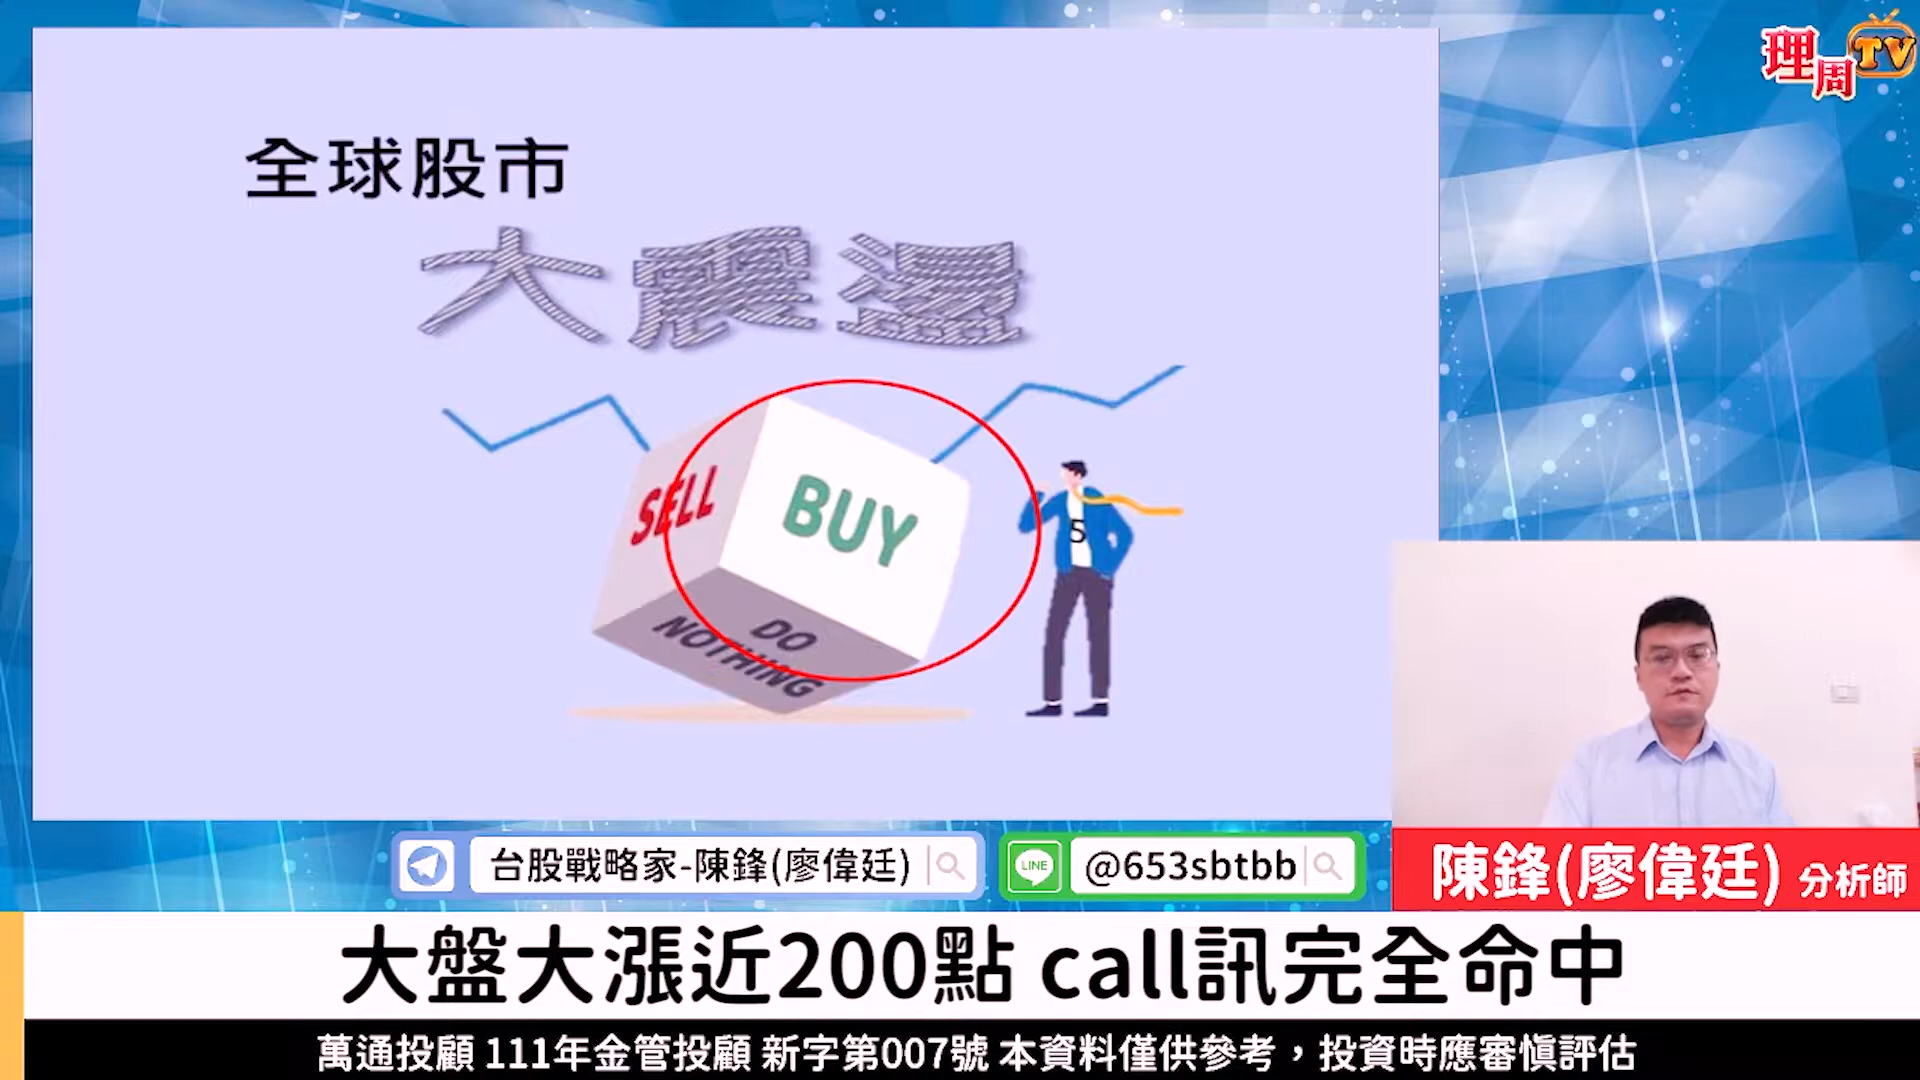 理周TV
全球股市
大震盪
SELL
BUY
DO
NOTHING
5
台股戰略家-陳鋒(廖偉廷)
LINE
@653sbtbb
陳鋒(廖偉廷) 分析師
大盤大漲近200點 call訊完全命中
萬通投顧 111年金管投顧 新字第007號 本資料僅供參考，投資時應審慎評估